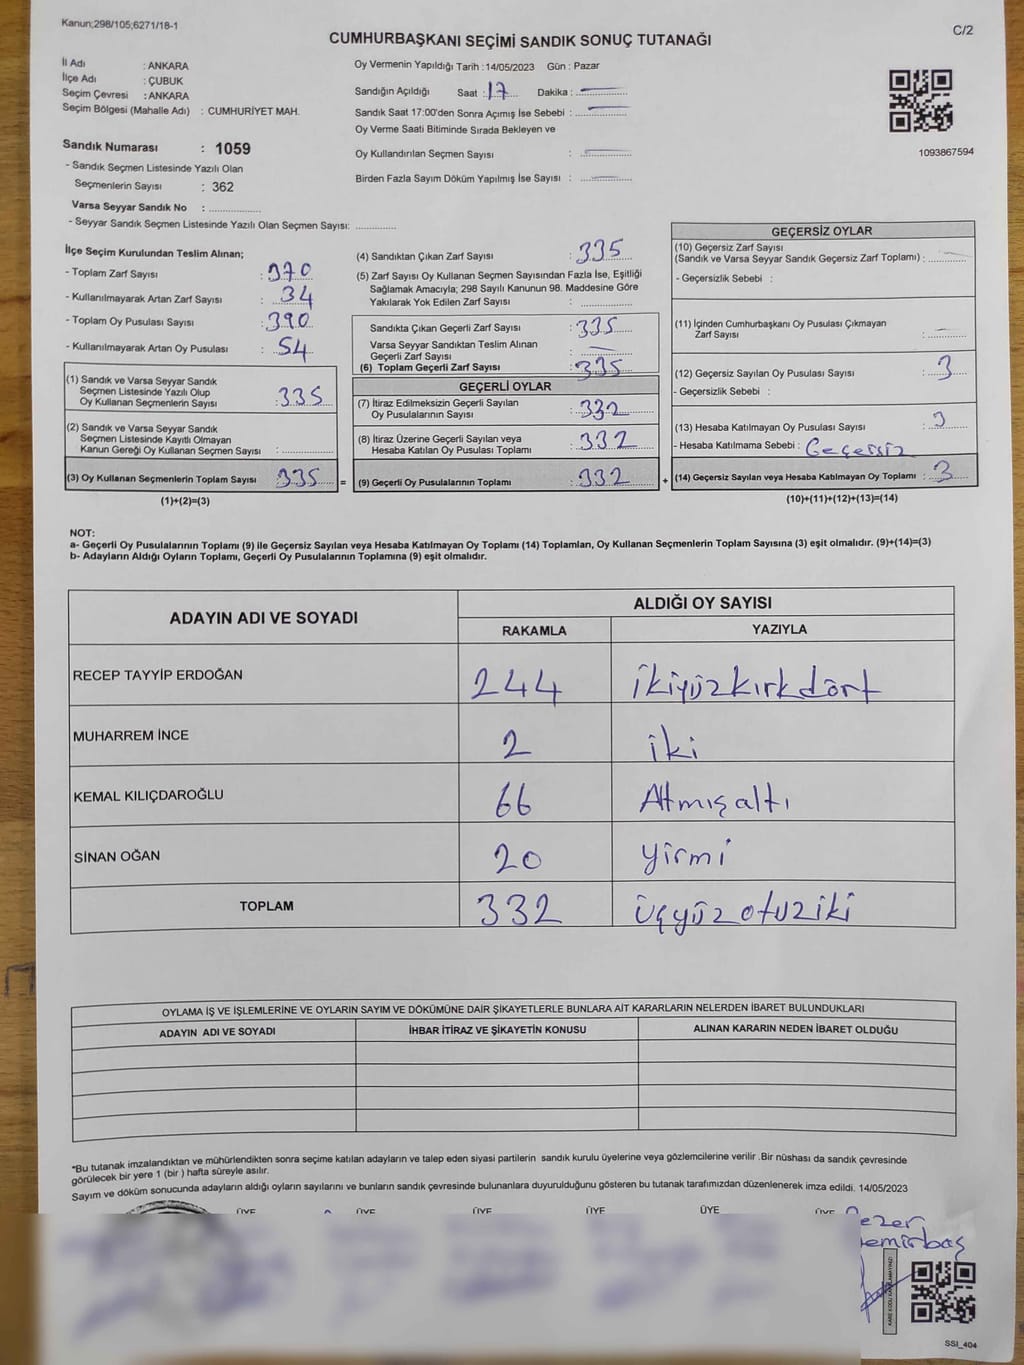 Kanun;298/105;6271/18-1
C/2
CUMHURBAŞKANI SEÇİMİ SANDIK SONUÇ TUTANAĞI
İl Adı : ANKARA
İlçe Adı : ÇUBUK
Seçim Çevresi : ANKARA
Seçim Bölgesi (Mahalle Adı) : CUMHURİYET MAH.
Sandık Numarası : 1059
- Sandık Seçmen Listesinde Yazılı Olan
Seçmenlerin Sayısı : 362
Varsa Seyyar Sandık No : ...............
- Seyyar Sandık Seçmen Listesinde Yazılı Olan Seçmen Sayısı: ............
Oy Vermenin Yapıldığı Tarih : 14/05/2023 Gün : Pazar
Sandığın Açıldığı Saat : 17 Dakika :
Sandık Saat 17:00'den Sonra Açımış İse Sebebi :
Oy Verme Saati Bitiminde Sırada Bekleyen ve
Oy Kullandırılan Seçmen Sayısı :
Birden Fazla Sayım Döküm Yapılmış İse Sayısı :
1093867594
İlçe Seçim Kurulundan Teslim Alınan;
- Toplam Zarf Sayısı : 370
- Kullanılmayarak Artan Zarf Sayısı : 34
- Toplam Oy Pusulası Sayısı : 390
- Kullanılmayarak Artan Oy Pusulası : 54
(1) Sandık ve Varsa Seyyar Sandık
Seçmen Listesinde Yazılı Olup
Oy Kullanan Seçmenlerin Sayısı : 335
(2) Sandık ve Varsa Seyyar Sandık
Seçmen Listesinde Kayıtlı Olmayan
Kanun Gereği Oy Kullanan Seçmen Sayısı : ............
(3) Oy Kullanan Seçmenlerin Toplam Sayısı 335 =
(1)+(2)=(3)
(4) Sandıktan Çıkan Zarf Sayısı : 335
(5) Zarf Sayısı Oy Kullanan Seçmen Sayısından Fazla İse, Eşitliği
Sağlamak Amacıyla; 298 Sayılı Kanunun 98. Maddesine Göre
Yakılarak Yok Edilen Zarf Sayısı : ............
Sandıkta Çıkan Geçerli Zarf Sayısı : 335
Varsa Seyyar Sandıktan Teslim Alınan
Geçerli Zarf Sayısı :
(6) Toplam Geçerli Zarf Sayısı : 335
GEÇERLİ OYLAR
(7) İtiraz Edilmeksizin Geçerli Sayılan
Oy Pusulalarının Sayısı : 332
(8) İtiraz Üzerine Geçerli Sayılan veya
Hesaba Katılan Oy Pusulası Toplamı : 332
(9) Geçerli Oy Pusulalarının Toplamı : 332 +
GEÇERSİZ OYLAR
(10) Geçersiz Zarf Sayısı
(Sandık ve Varsa Seyyar Sandık Geçersiz Zarf Toplamı) :
- Geçersizlik Sebebi :
(11) İçinden Cumhurbaşkanı Oy Pusulası Çıkmayan
Zarf Sayısı :
(12) Geçersiz Sayılan Oy Pusulası Sayısı : 3
- Geçersizlik Sebebi :
(13) Hesaba Katılmayan Oy Pusulası Sayısı : 3
- Hesaba Katılmama Sebebi : Geçersiz
(14) Geçersiz Sayılan veya Hesaba Katılmayan Oy Toplamı : 3
(10)+(11)+(12)+(13)=(14)
NOT:
a- Geçerli Oy Pusulalarının Toplamı (9) ile Geçersiz Sayılan veya Hesaba Katılmayan Oy Toplamı (14) Toplamları, Oy Kullanan Seçmenlerin Toplam Sayısına (3) eşit olmalıdır. (9)+(14)=(3)
b- Adayların Aldığı Oyların Toplamı, Geçerli Oy Pusulalarının Toplamına (9) eşit olmalıdır.
ADAYIN ADI VE SOYADI
ALDIĞI OY SAYISI
RAKAMLA YAZIYLA
RECEP TAYYİP ERDOĞAN 244 ikiyüzkırkdört
MUHARREM İNCE 2 iki
KEMAL KILIÇDAROĞLU 66 Atmışaltı
SİNAN OĞAN 20 yirmi
TOPLAM 332 üçyüzotuziki
OYLAMA İŞ VE İŞLEMLERİNE VE OYLARIN SAYIM VE DÖKÜMÜNE DAİR ŞİKAYETLERLE BUNLARA AİT KARARLARIN NELERDEN İBARET BULUNDUKLARI
ADAYIN ADI VE SOYADI İHBAR İTİRAZ VE ŞİKAYETİN KONUSU ALINAN KARARIN NEDEN İBARET OLDUĞU
*Bu tutanak imzalandıktan ve mühürlendikten sonra seçime katılan adayların ve talep eden siyasi partilerin sandık kurulu üyelerine veya gözlemcilerine verilir .Bir nüshası da sandık çevresinde
görülecek bir yere 1 (bir ) hafta süreyle asılır.
Sayım ve döküm sonucunda adayların aldığı oyların sayılarını ve bunların sandık çevresinde bulunanlara duyurulduğunu gösteren bu tutanak tarafımızdan düzenlenerek imza edildi. 14/05/2023
ÜYE ÜYE ÜYE ÜYE ÜYE ÜYE
ezer
emirbaş
SSI_404